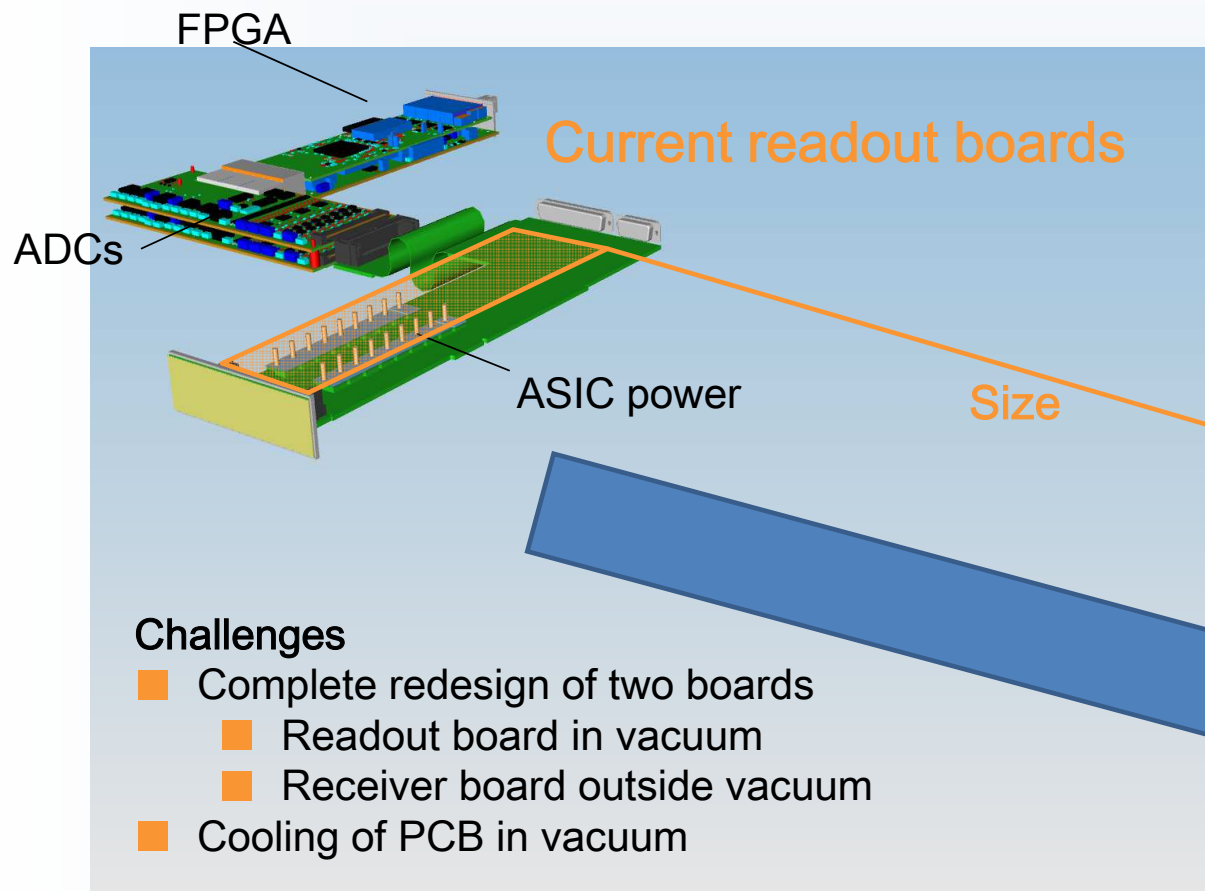 FPGA
Current readout boards
ADCs
ASIC power
Size
Challenges
Complete redesign of two boards
Readout board in vacuum
Receiver board outside vacuum
Cooling of PCB in vacuum